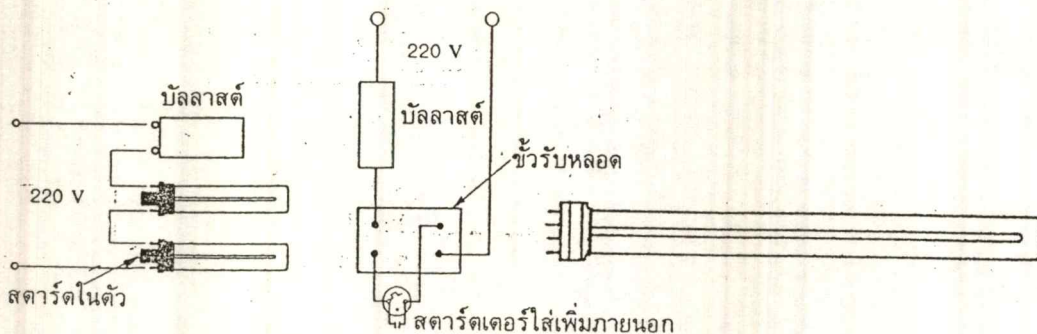 220 V
บัลลาสต์
บัลลาสต์
ขั้วรับหลอด
220 V
สตาร์ตในตัว
สตาร์ตเตอร์ใส่เพิ่มภายนอก